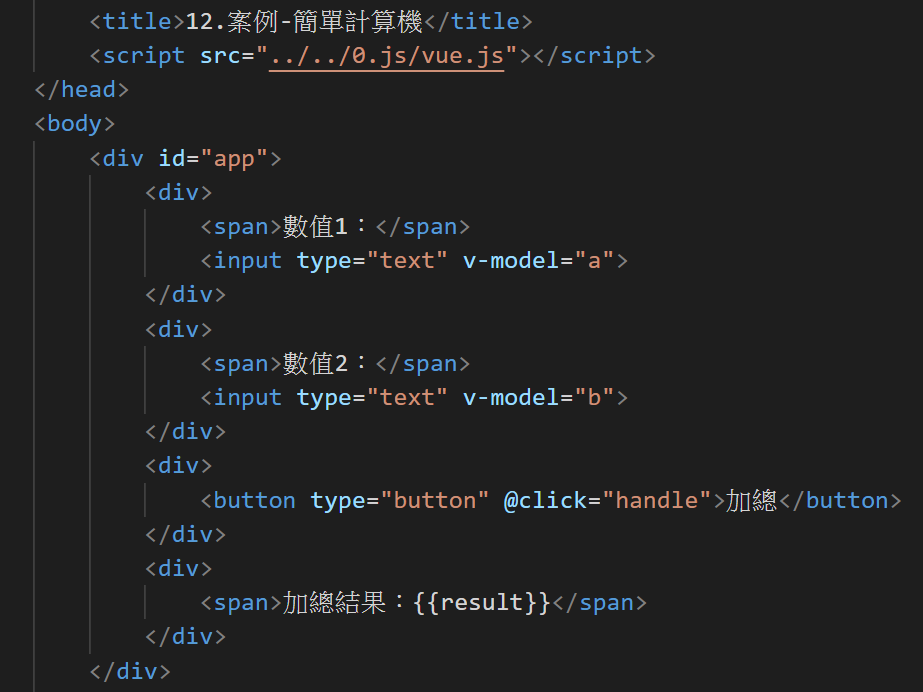 <title>12.案例-簡單計算機</title>
<script src="../../0.js/vue.js"></script>
</head>
<body>
<div id="app">
<div>
<span>數值1：</span>
<input type="text" v-model="a">
</div>
<div>
<span>數值2：</span>
<input type="text" v-model="b">
</div>
<div>
<button type="button" @click="handle">加總</button>
</div>
<div>
<span>加總結果：{{result}}</span>
</div>
</div>